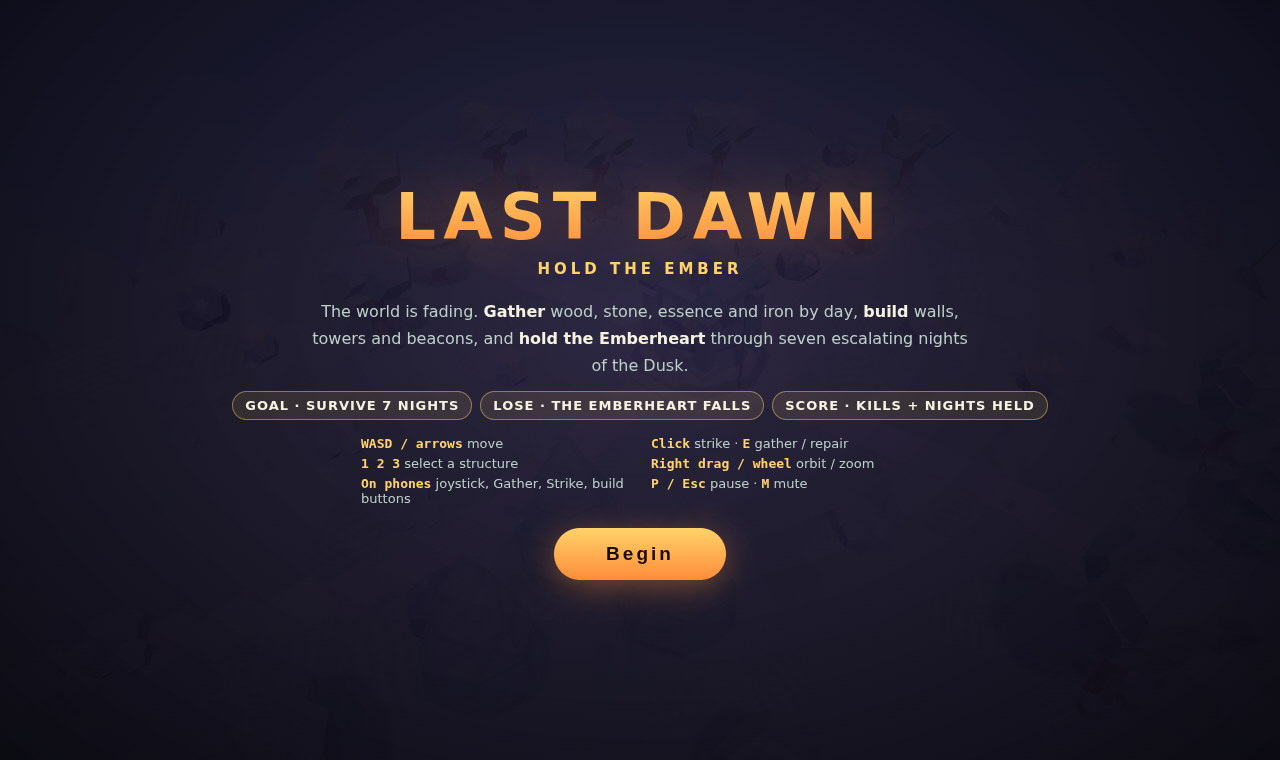 LAST DAWN
HOLD THE EMBER
The world is fading. Gather wood, stone, essence and iron by day, build walls,
towers and beacons, and hold the Emberheart through seven escalating nights
of the Dusk.
GOAL · SURVIVE 7 NIGHTS
LOSE · THE EMBERHEART FALLS
SCORE · KILLS + NIGHTS HELD
WASD / arrows move
Click strike · E gather / repair
1 2 3 select a structure
Right drag / wheel orbit / zoom
On phones joystick, Gather, Strike, build
buttons
P / Esc pause · M mute
Begin